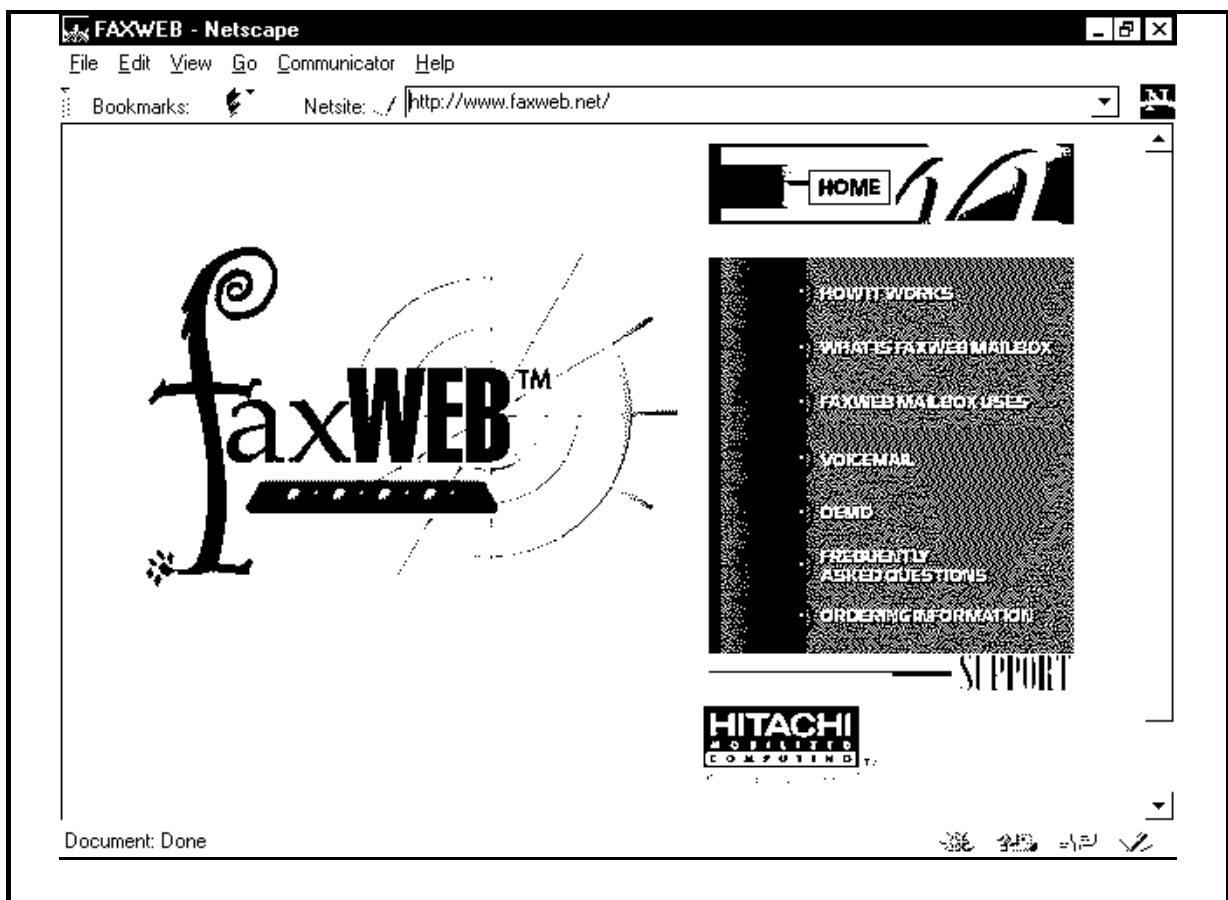 FAXWEB - Netscape
File Edit View Go Communicator Help
Bookmarks: Netsite: http://www.faxweb.net/
HOME
faxWEB™
HOW IT WORKS
WHAT IS FAXWEB MAILBOX
FAXWEB MAILBOX USES
VOICEMAIL
DEMO
FREQUENTLY
ASKED QUESTIONS
ORDERING INFORMATION
SUPPORT
HITACHI
COMPUTING
Document: Done